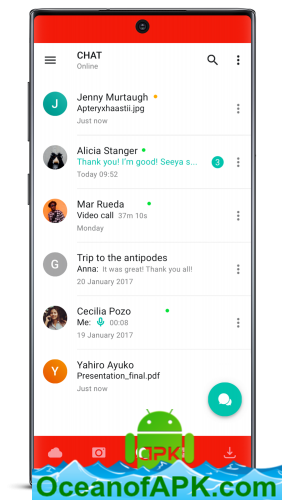 CHAT
Online
Jenny Murtaugh
J
Apteryxhaastii.jpg
Just now
Alicia Stanger
Thank you! I'm good! Seeya s...
3
Today 09:52
Mar Rueda
Video call 37m 10s
Monday
Trip to the antipodes
G
Anna: It was great! Thank you all!
20 January 2017
Cecilia Pozo
Me: 00:08
19 January 2017
Yahiro Ayuko
Y
Presentation_final.pdf
Just now
APK
OceanofAPK.com